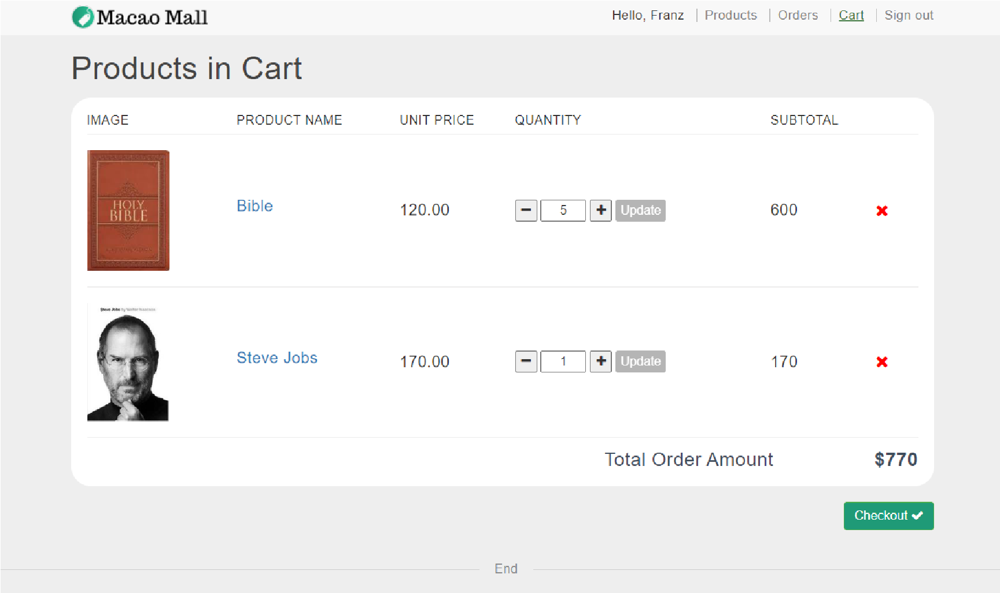 Macao Mall
Hello, Franz
Products
Orders
Cart
Sign out
Products in Cart
IMAGE PRODUCT NAME UNIT PRICE QUANTITY SUBTOTAL
HOLY
BIBLE
Bible 120.00 5 Update 600
Steve Jobs by Walter Isaacson
Steve Jobs 170.00 1 Update 170
Total Order Amount $770
Checkout
End